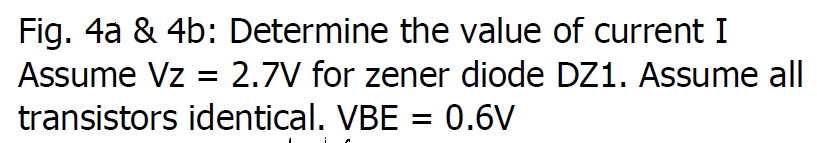 Fig. 4a & 4b: Determine the value of current I
Assume Vz = 2.7V for zener diode DZ1. Assume all
transistors identical. VBE = 0.6V